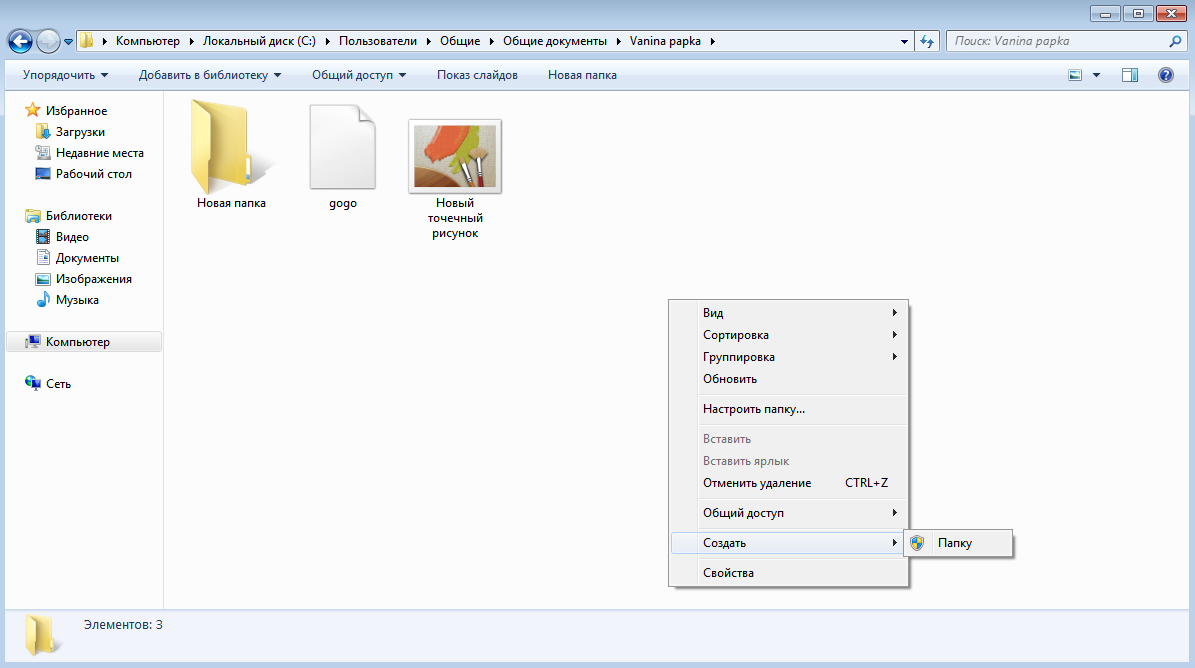 Компьютер ▸ Локальный диск (C:) ▸ Пользователи ▸ Общие ▸ Общие документы ▸ Vanina papka ▸
Поиск: Vanina papka
Упорядочить
Добавить в библиотеку
Общий доступ
Показ слайдов
Новая папка
Избранное
Загрузки
Недавние места
Рабочий стол
Библиотеки
Видео
Документы
Изображения
Музыка
Компьютер
Сеть
Новая папка
gogo
Новый
точечный
рисунок
Вид
Сортировка
Группировка
Обновить
Настроить папку...
Вставить
Вставить ярлык
Отменить удаление CTRL+Z
Общий доступ
Создать
Папку
Свойства
Элементов: 3